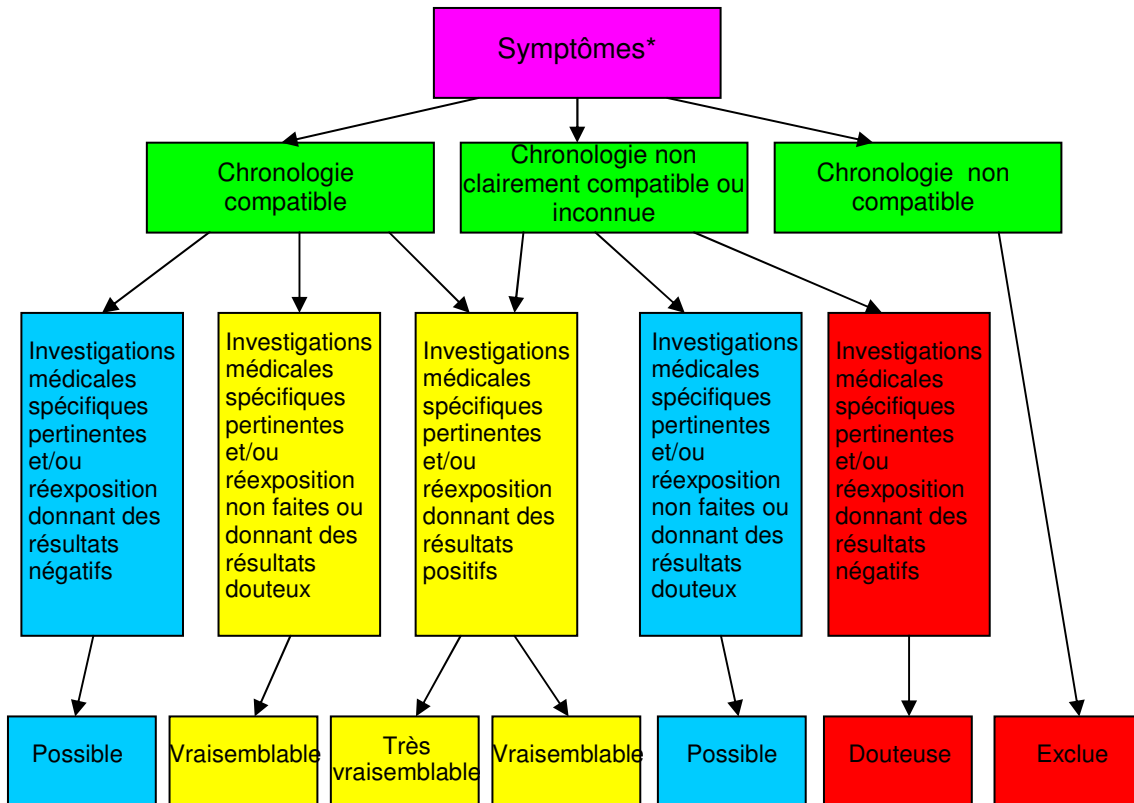 Symptômes*
Chronologie
compatible
Chronologie non
clairement compatible ou
inconnue
Chronologie non
compatible
Investigations
médicales
spécifiques
pertinentes
et/ou
réexposition
donnant des
résultats
négatifs
Investigations
médicales
spécifiques
pertinentes
et/ou
réexposition
non faites ou
donnant des
résultats
douteux
Investigations
médicales
spécifiques
pertinentes
et/ou
réexposition
donnant des
résultats
positifs
Investigations
médicales
spécifiques
pertinentes
et/ou
réexposition
non faites ou
donnant des
résultats
douteux
Investigations
médicales
spécifiques
pertinentes
et/ou
réexposition
donnant des
résultats
négatifs
Possible
Vraisemblable
Très
vraisemblable
Vraisemblable
Possible
Douteuse
Exclue